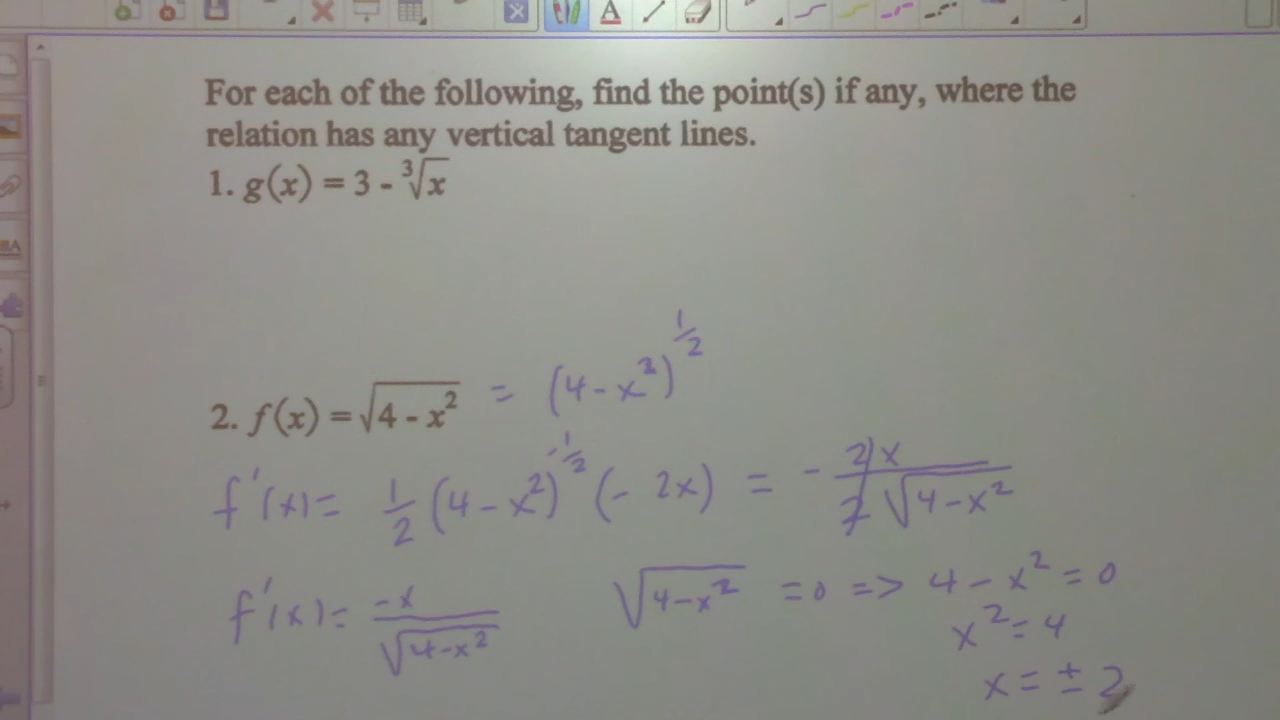 For each of the following, find the point(s) if any, where the
relation has any vertical tangent lines.
1. g(x) = 3 - ∛x
2. f(x) = √(4 - x²) = (4 - x²)^(1/2)
f'(x) = 1/2 (4 - x²)^(-1/2) (- 2x) = - 2x / 2√(4 - x²)
f'(x) = -x / √(4 - x²) √(4 - x²) = 0 => 4 - x² = 0
x² = 4
x = ± 2